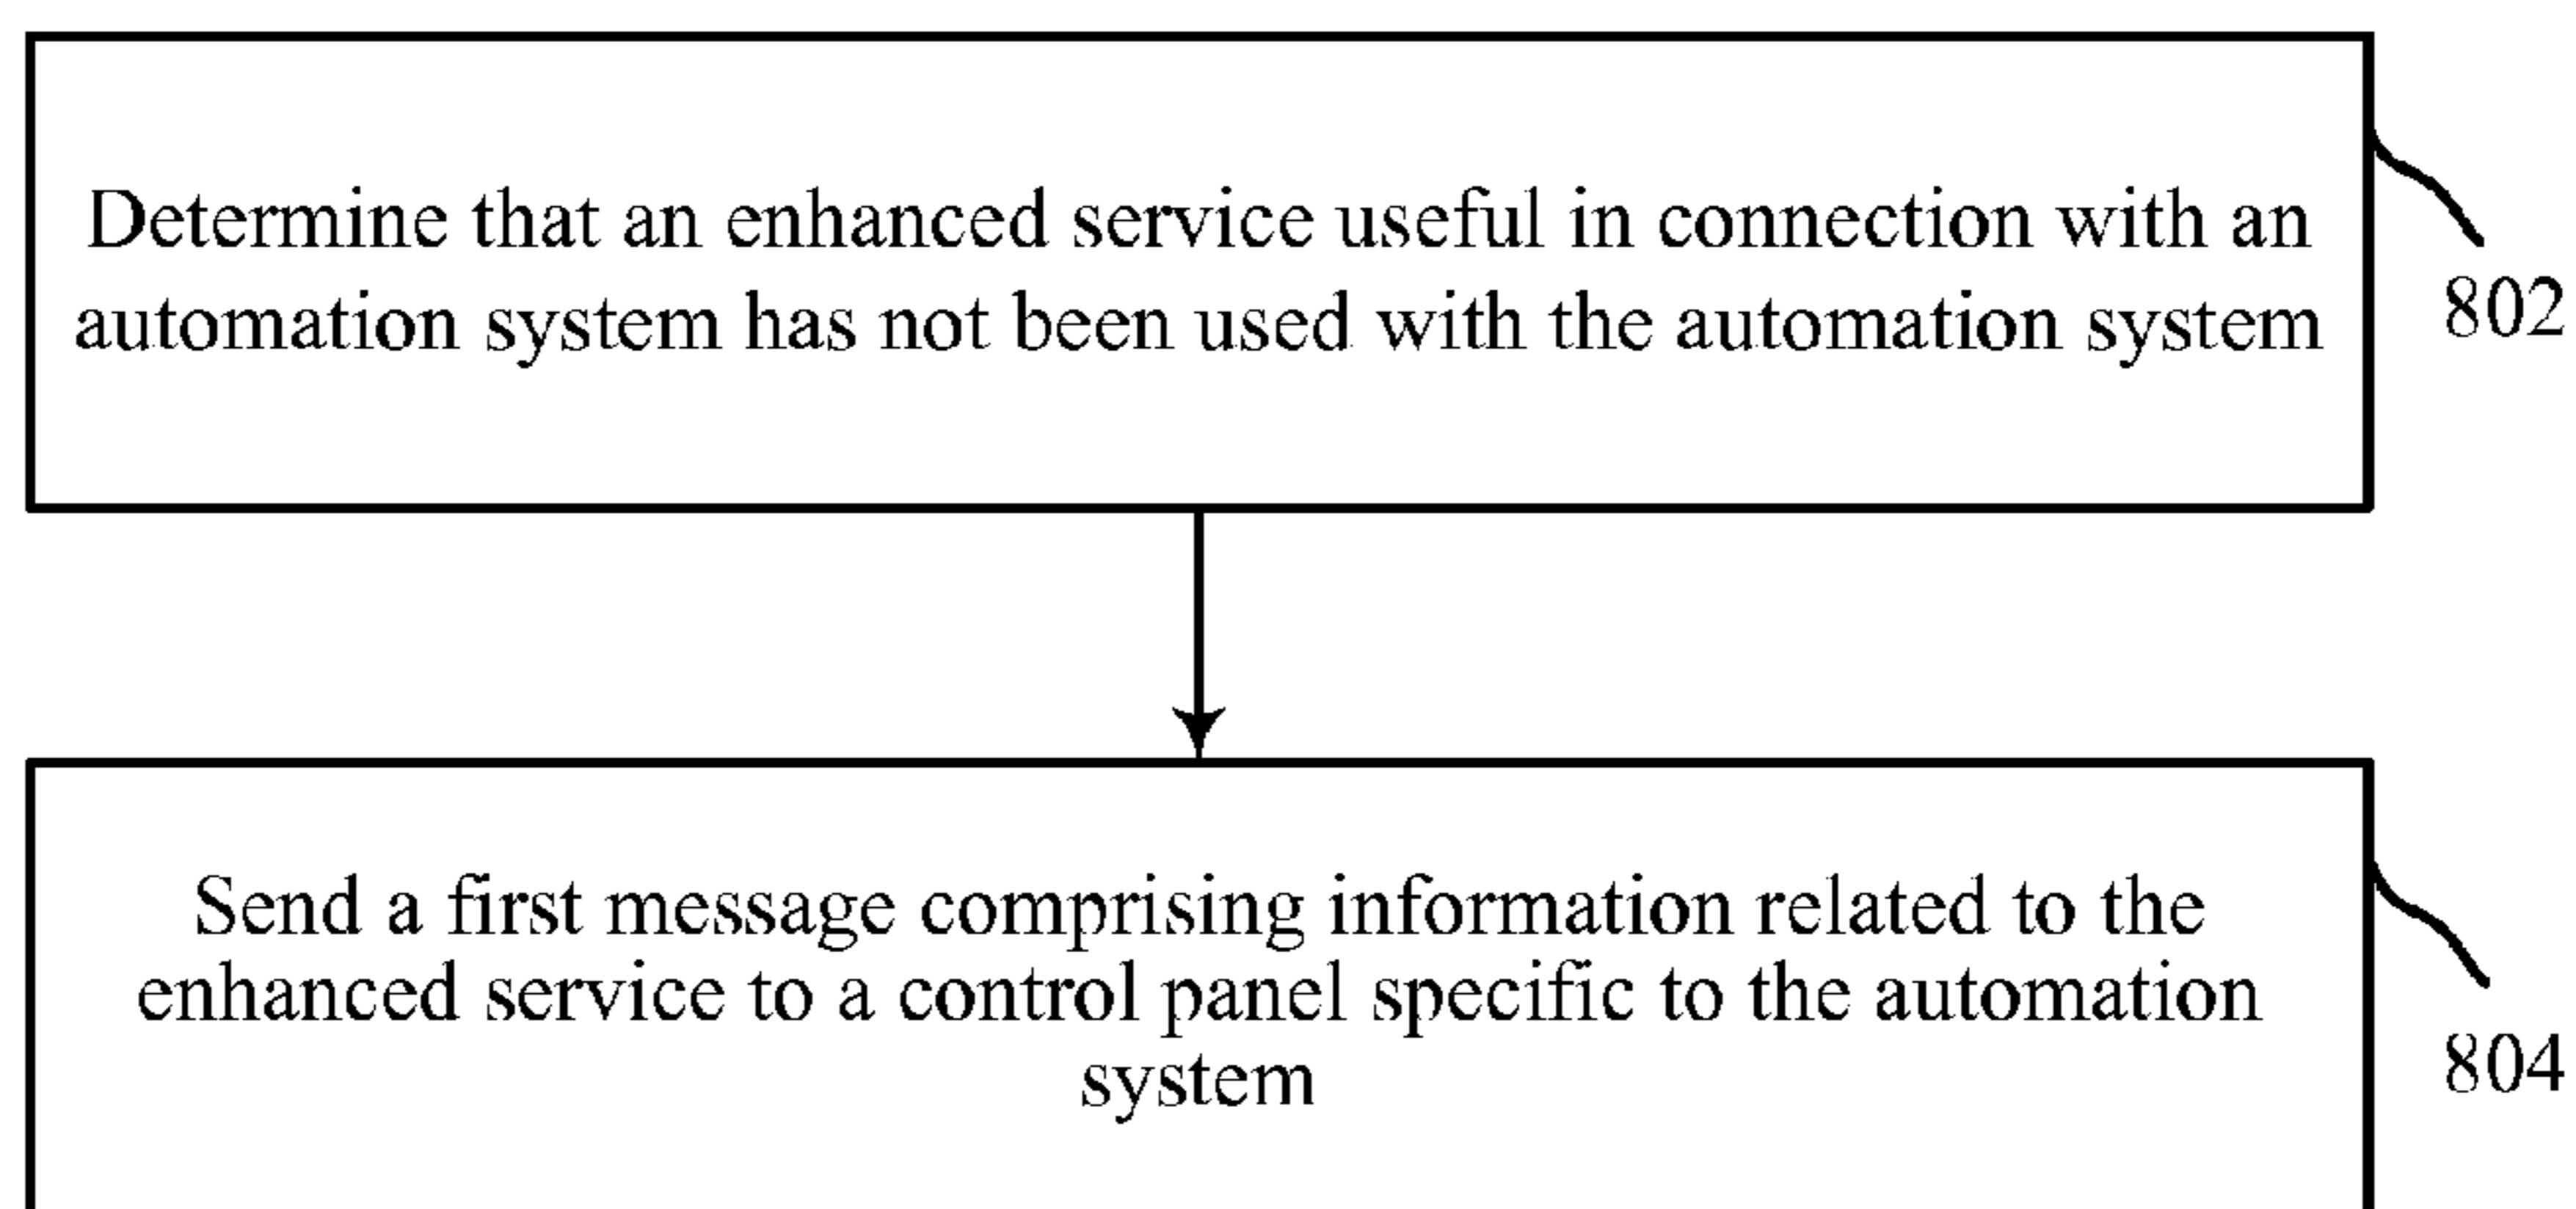 Determine that an enhanced service useful in connection with an
automation system has not been used with the automation system
802
Send a first message comprising information related to the
enhanced service to a control panel specific to the automation
system
804